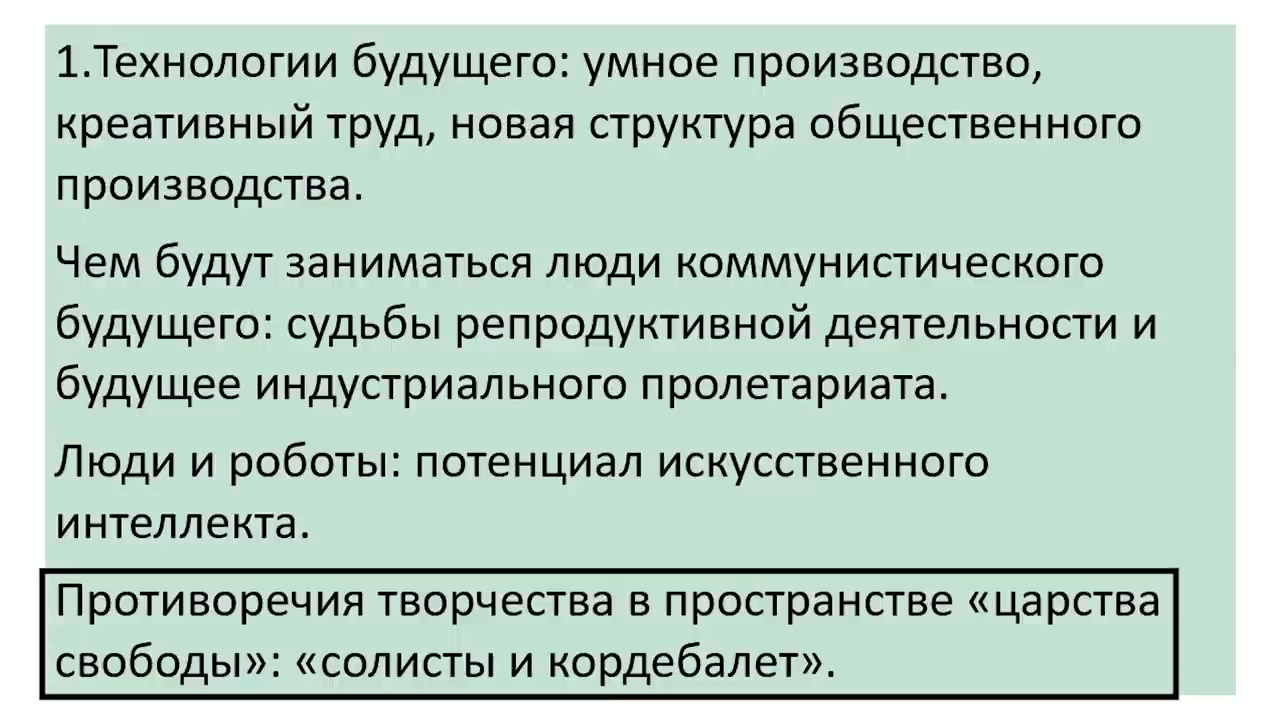 1.Технологии будущего: умное производство,
креативный труд, новая структура общественного
производства.
Чем будут заниматься люди коммунистического
будущего: судьбы репродуктивной деятельности и
будущее индустриального пролетариата.
Люди и роботы: потенциал искусственного
интеллекта.
Противоречия творчества в пространстве «царства
свободы»: «солисты и кордебалет».